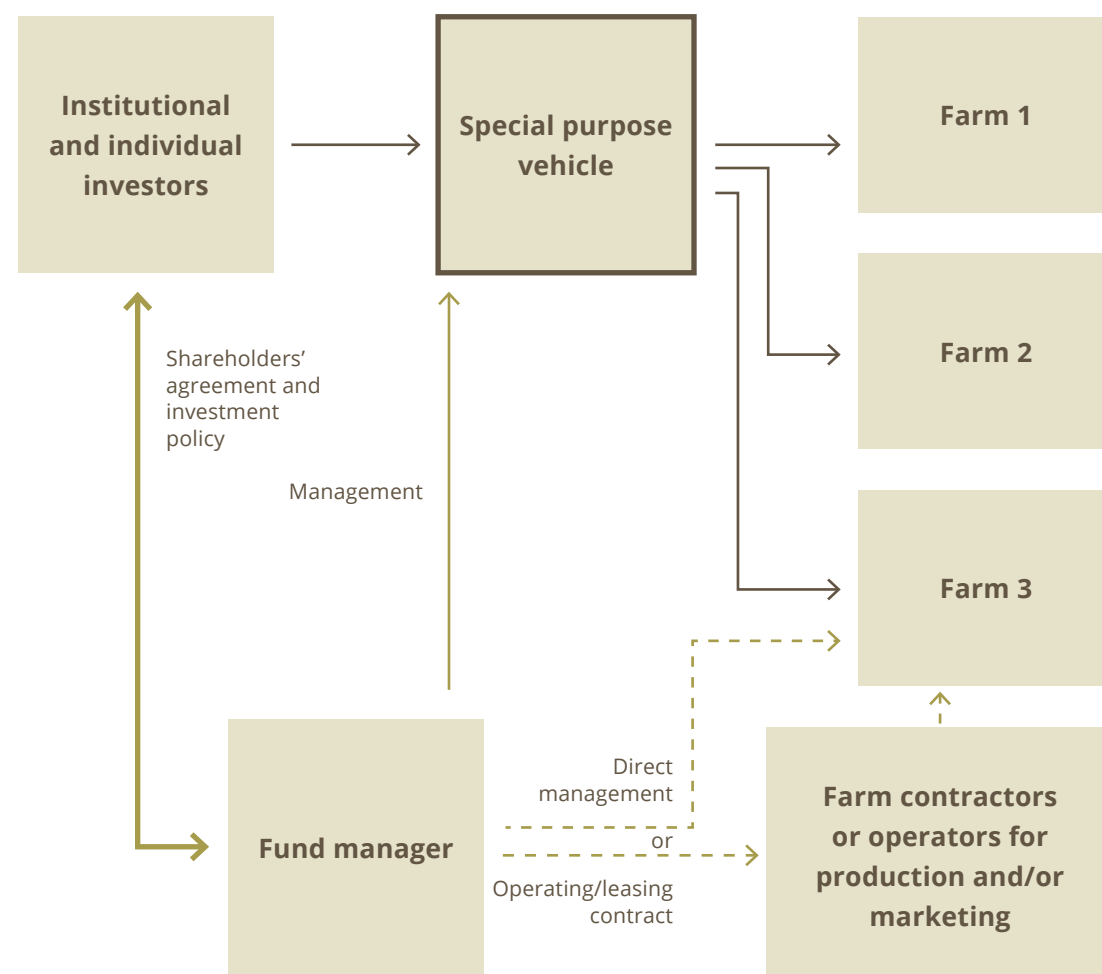 Institutional
and individual
investors
Special purpose
vehicle
Farm 1
Farm 2
Farm 3
Shareholders’
agreement and
investment
policy
Management
Fund manager
Direct
management
or
Operating/leasing
contract
Farm contractors
or operators for
production and/or
marketing